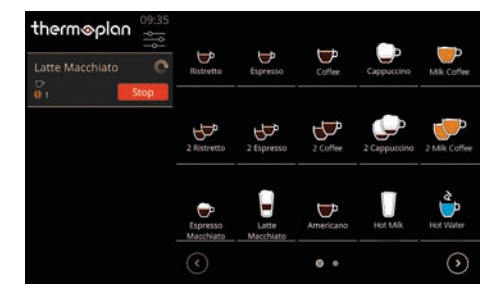 thermoplan 09:35
Latte Macchiato
1 Stop
Ristretto Espresso Coffee Cappuccino Milk Coffee
2 Ristretto 2 Espresso 2 Coffee 2 Cappuccino 2 Milk Coffee
Espresso Macchiato Latte Macchiato Americano Hot Milk Hot Water